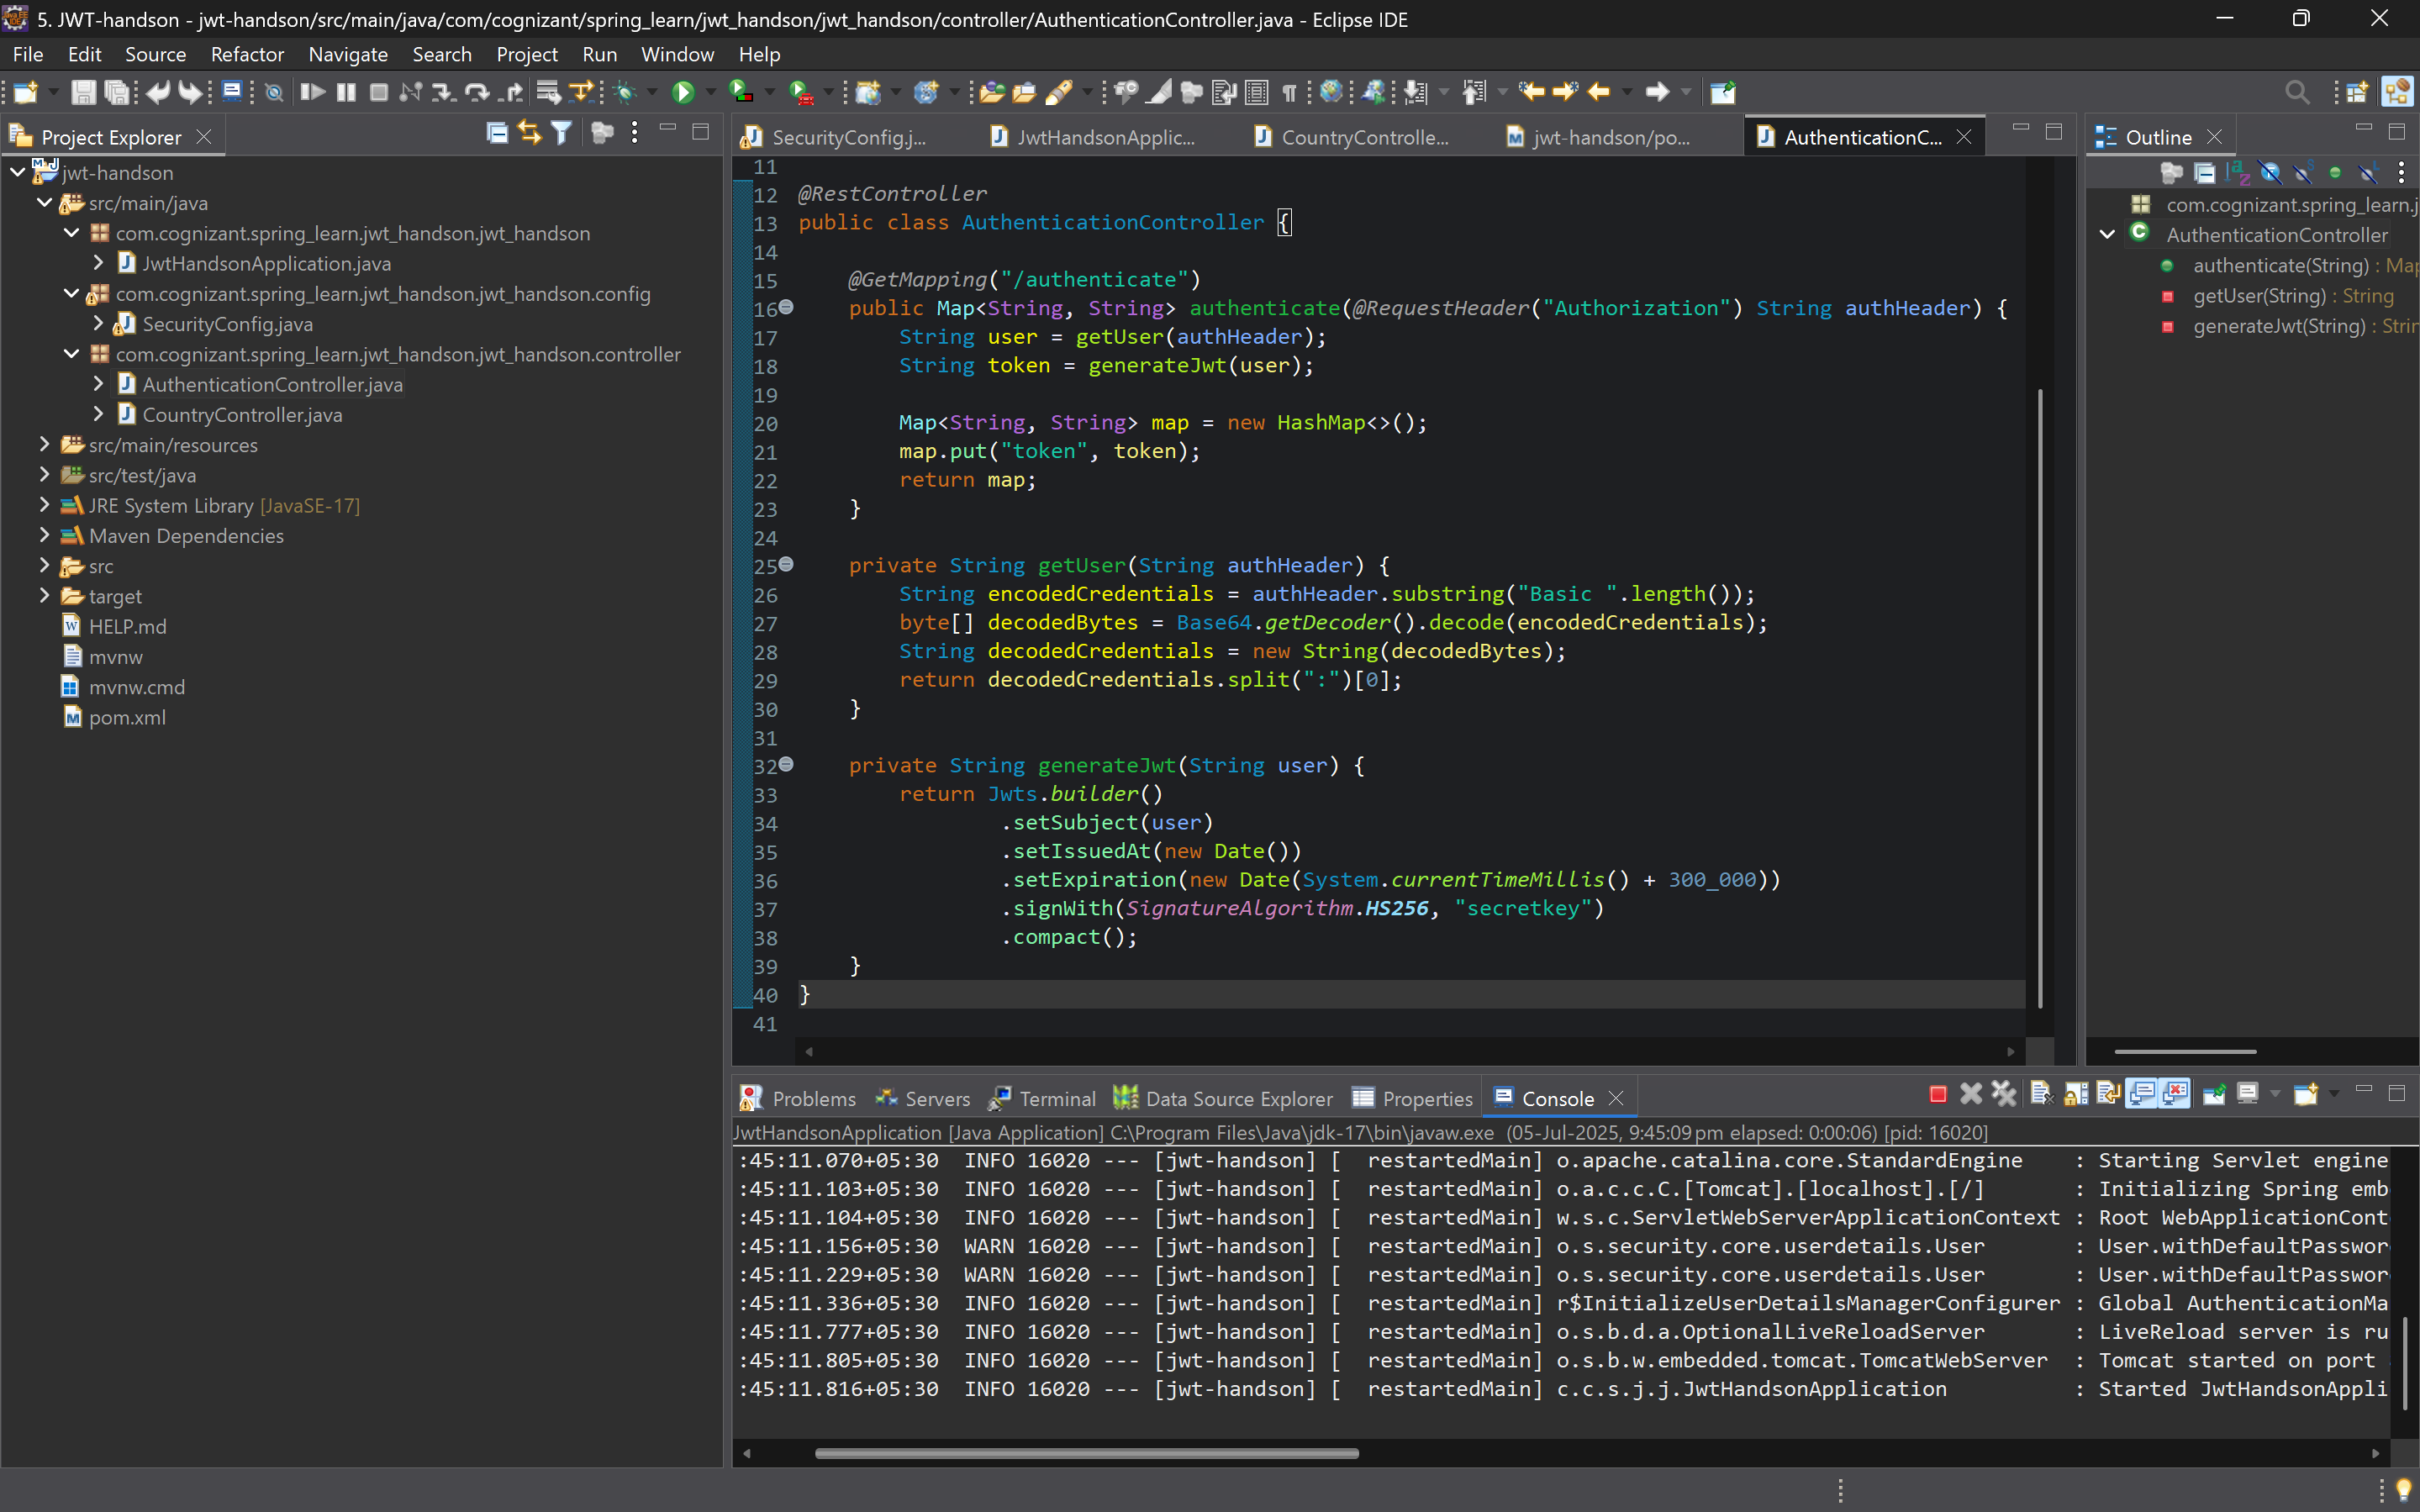 5. JWT-handson - jwt-handson/src/main/java/com/cognizant/spring_learn/jwt_handson/jwt_handson/controller/AuthenticationController.java - Eclipse IDE
File Edit Source Refactor Navigate Search Project Run Window Help
Project Explorer
jwt-handson
src/main/java
com.cognizant.spring_learn.jwt_handson.jwt_handson
JwtHandsonApplication.java
com.cognizant.spring_learn.jwt_handson.jwt_handson.config
SecurityConfig.java
com.cognizant.spring_learn.jwt_handson.jwt_handson.controller
AuthenticationController.java
CountryController.java
src/main/resources
src/test/java
JRE System Library [JavaSE-17]
Maven Dependencies
src
target
HELP.md
mvnw
mvnw.cmd
pom.xml
SecurityConfig.j... JwtHandsonApplic... CountryControlle... jwt-handson/po... AuthenticationC...
11
12 @RestController
13 public class AuthenticationController {
14
15 @GetMapping("/authenticate")
16 public Map<String, String> authenticate(@RequestHeader("Authorization") String authHeader) {
17 String user = getUser(authHeader);
18 String token = generateJwt(user);
19
20 Map<String, String> map = new HashMap<>();
21 map.put("token", token);
22 return map;
23 }
24
25 private String getUser(String authHeader) {
26 String encodedCredentials = authHeader.substring("Basic ".length());
27 byte[] decodedBytes = Base64.getDecoder().decode(encodedCredentials);
28 String decodedCredentials = new String(decodedBytes);
29 return decodedCredentials.split(":")[0];
30 }
31
32 private String generateJwt(String user) {
33 return Jwts.builder()
34 .setSubject(user)
35 .setIssuedAt(new Date())
36 .setExpiration(new Date(System.currentTimeMillis() + 300_000))
37 .signWith(SignatureAlgorithm.HS256, "secretkey")
38 .compact();
39 }
40 }
41
Outline
com.cognizant.spring_learn.j
AuthenticationController
authenticate(String) : Map
getUser(String) : String
generateJwt(String) : Strin
Problems Servers Terminal Data Source Explorer Properties Console
JwtHandsonApplication [Java Application] C:\Program Files\Java\jdk-17\bin\javaw.exe (05-Jul-2025, 9:45:09 pm elapsed: 0:00:06) [pid: 16020]
:45:11.070+05:30 INFO 16020 --- [jwt-handson] [ restartedMain] o.apache.catalina.core.StandardEngine : Starting Servlet engine
:45:11.103+05:30 INFO 16020 --- [jwt-handson] [ restartedMain] o.a.c.c.C.[Tomcat].[localhost].[/] : Initializing Spring emb
:45:11.104+05:30 INFO 16020 --- [jwt-handson] [ restartedMain] w.s.c.ServletWebServerApplicationContext : Root WebApplicationCont
:45:11.156+05:30 WARN 16020 --- [jwt-handson] [ restartedMain] o.s.security.core.userdetails.User : User.withDefaultPasswor
:45:11.229+05:30 WARN 16020 --- [jwt-handson] [ restartedMain] o.s.security.core.userdetails.User : User.withDefaultPasswor
:45:11.336+05:30 INFO 16020 --- [jwt-handson] [ restartedMain] r$InitializeUserDetailsManagerConfigurer : Global AuthenticationMa
:45:11.777+05:30 INFO 16020 --- [jwt-handson] [ restartedMain] o.s.b.d.a.OptionalLiveReloadServer : LiveReload server is ru
:45:11.805+05:30 INFO 16020 --- [jwt-handson] [ restartedMain] o.s.b.w.embedded.tomcat.TomcatWebServer : Tomcat started on port
:45:11.816+05:30 INFO 16020 --- [jwt-handson] [ restartedMain] c.c.s.j.j.JwtHandsonApplication : Started JwtHandsonAppli